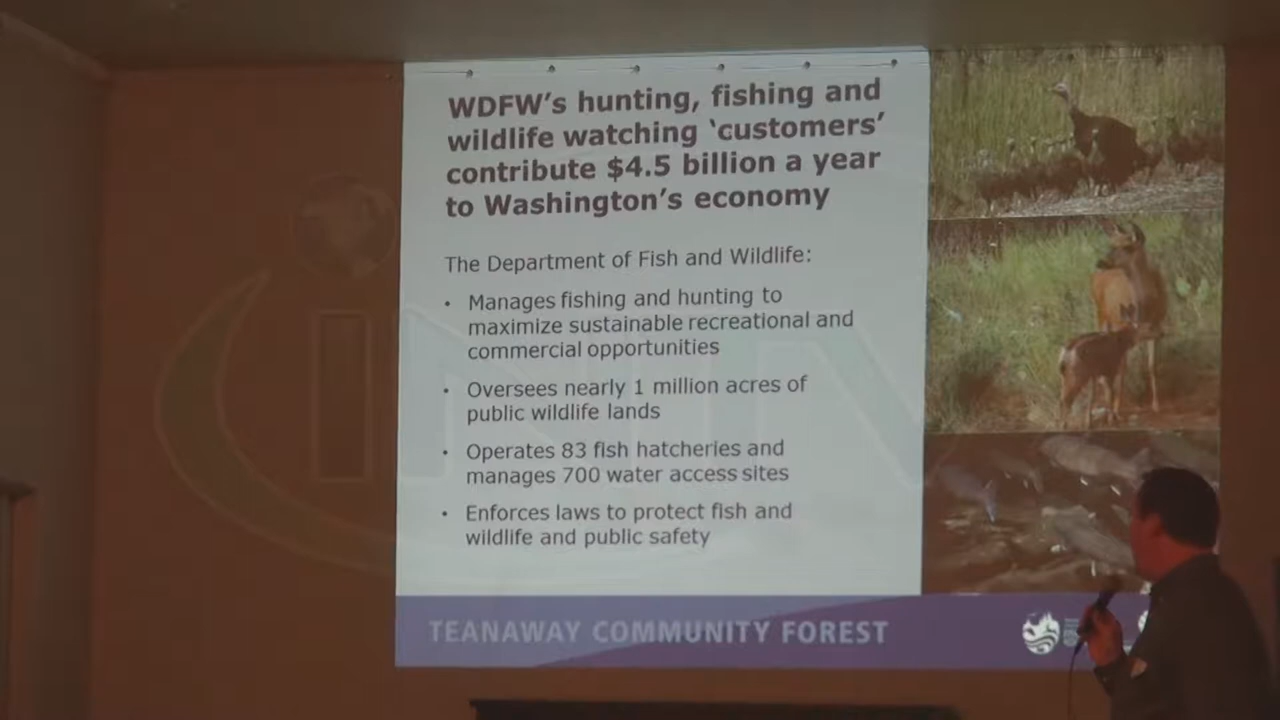 WDFW's hunting, fishing and
wildlife watching ‘customers’
contribute $4.5 billion a year
to Washington's economy
The Department of Fish and Wildlife:
• Manages fishing and hunting to
maximize sustainable recreational and
commercial opportunities
• Oversees nearly 1 million acres of
public wildlife lands
• Operates 83 fish hatcheries and
manages 700 water access sites
• Enforces laws to protect fish and
wildlife and public safety
TEANAWAY COMMUNITY FOREST